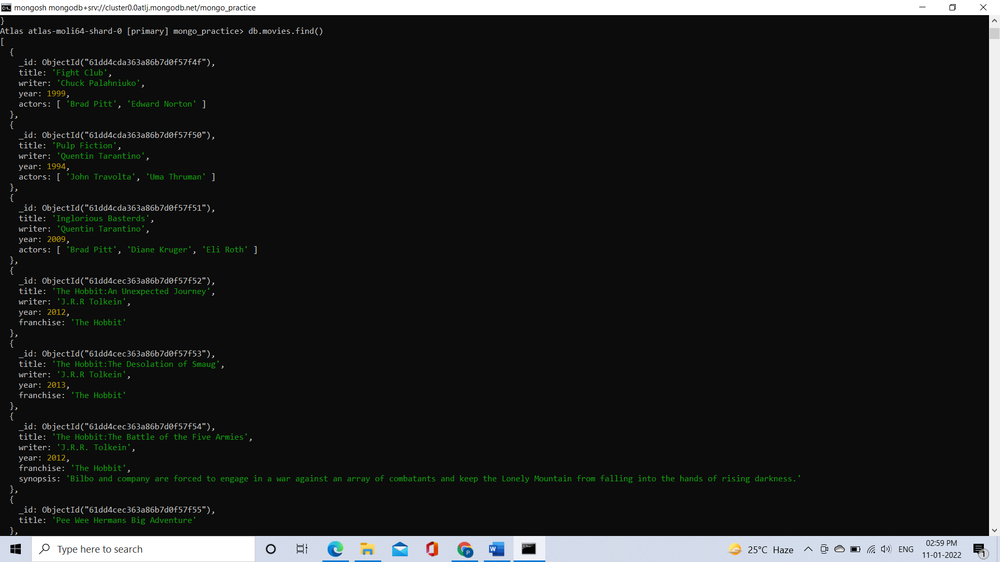 mongosh mongodb+srv://cluster0.0atlj.mongodb.net/mongo_practice
}
Atlas atlas-moli64-shard-0 [primary] mongo_practice> db.movies.find()
[
  {
    _id: ObjectId("61dd4cda363a86b7d0f57f4f"),
    title: 'Fight Club',
    writer: 'Chuck Palahniuko',
    year: 1999,
    actors: [ 'Brad Pitt', 'Edward Norton' ]
  },
  {
    _id: ObjectId("61dd4cda363a86b7d0f57f50"),
    title: 'Pulp Fiction',
    writer: 'Quentin Tarantino',
    year: 1994,
    actors: [ 'John Travolta', 'Uma Thruman' ]
  },
  {
    _id: ObjectId("61dd4cda363a86b7d0f57f51"),
    title: 'Inglorious Basterds',
    writer: 'Quentin Tarantino',
    year: 2009,
    actors: [ 'Brad Pitt', 'Diane Kruger', 'Eli Roth' ]
  },
  {
    _id: ObjectId("61dd4cec363a86b7d0f57f52"),
    title: 'The Hobbit:An Unexpected Journey',
    writer: 'J.R.R Tolkein',
    year: 2012,
    franchise: 'The Hobbit'
  },
  {
    _id: ObjectId("61dd4cec363a86b7d0f57f53"),
    title: 'The Hobbit:The Desolation of Smaug',
    writer: 'J.R.R Tolkein',
    year: 2013,
    franchise: 'The Hobbit'
  },
  {
    _id: ObjectId("61dd4cec363a86b7d0f57f54"),
    title: 'The Hobbit:The Battle of the Five Armies',
    writer: 'J.R.R. Tolkein',
    year: 2012,
    franchise: 'The Hobbit',
    synopsis: 'Bilbo and company are forced to engage in a war against an array of combatants and keep the Lonely Mountain from falling into the hands of rising darkness.'
  },
  {
    _id: ObjectId("61dd4cec363a86b7d0f57f55"),
    title: 'Pee Wee Hermans Big Adventure'
  },
Type here to search
25°C Haze
ENG
02:59 PM
11-01-2022
1